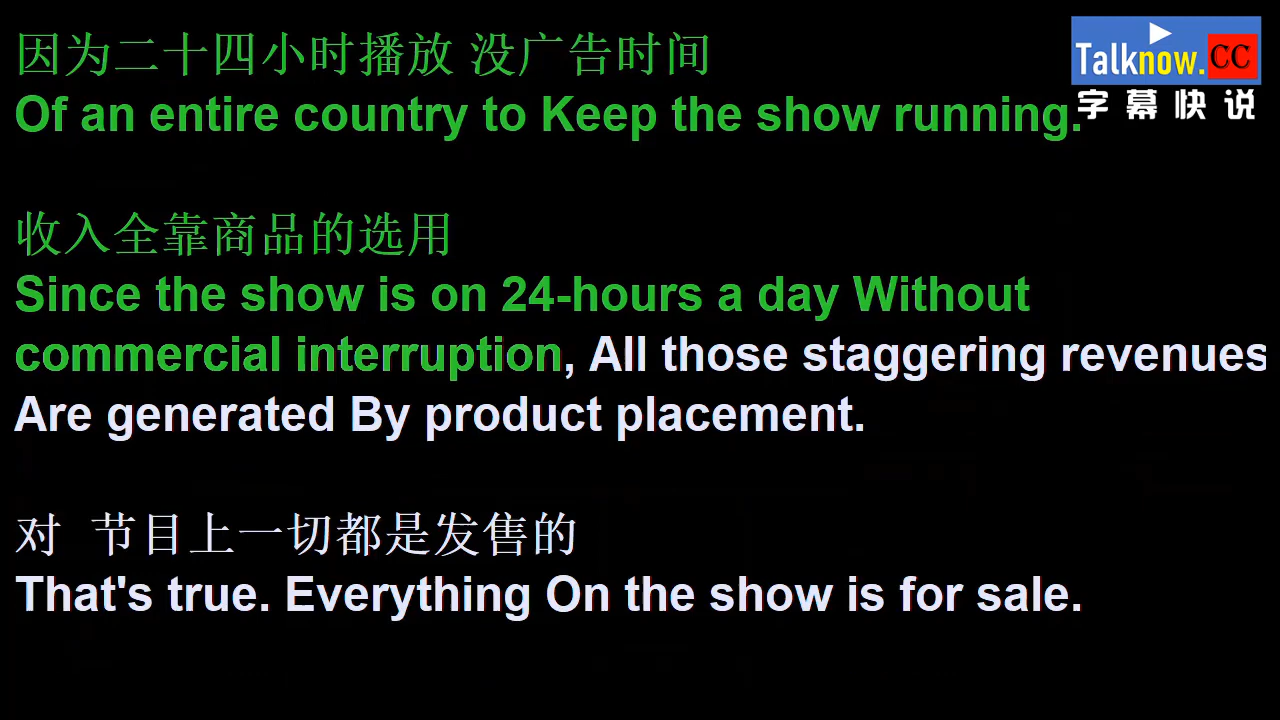 因为二十四小时播放 没广告时间
Talknow.CC
Of an entire country to Keep the show running.
字幕快说
收入全靠商品的选用
Since the show is on 24-hours a day Without
commercial interruption, All those staggering revenues
Are generated By product placement.
对 节目上一切都是发售的
That's true. Everything On the show is for sale.